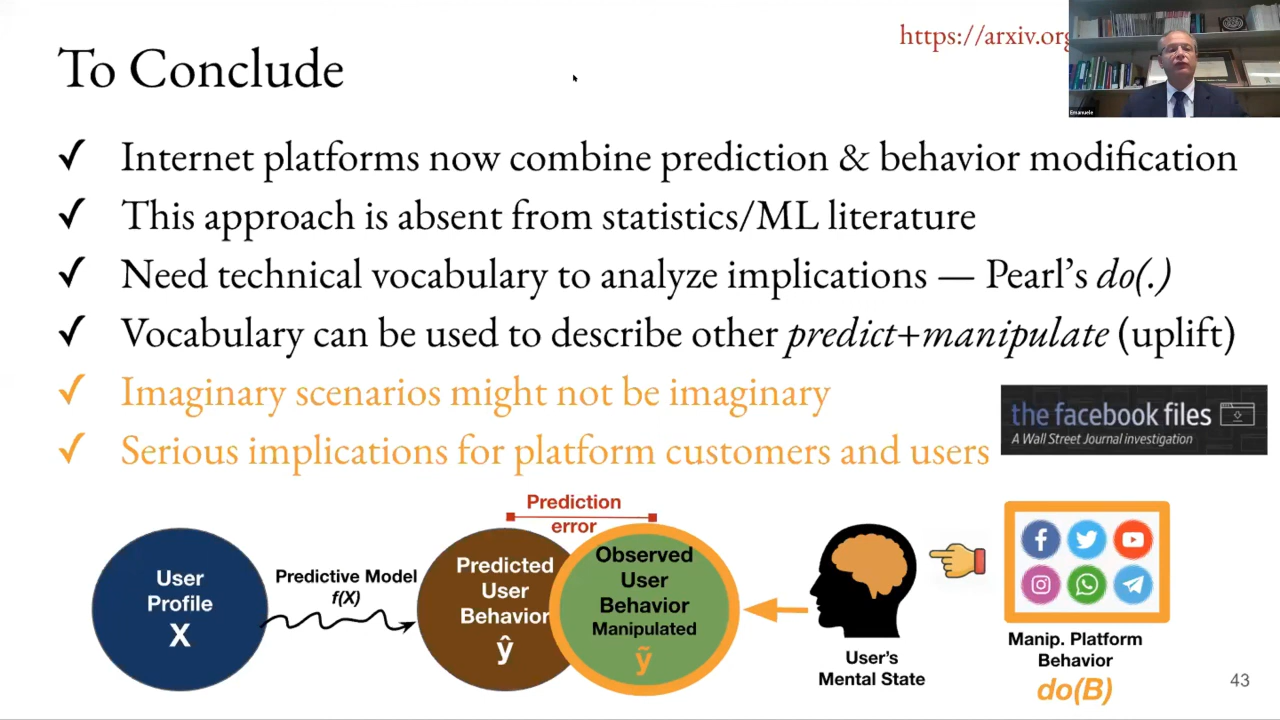 https://arxiv.org
To Conclude
Emanuele
✓ Internet platforms now combine prediction & behavior modification
✓ This approach is absent from statistics/ML literature
✓ Need technical vocabulary to analyze implications — Pearl's do(.)
✓ Vocabulary can be used to describe other predict+manipulate (uplift)
✓ Imaginary scenarios might not be imaginary
the facebook files
A Wall Street Journal investigation
✓ Serious implications for platform customers and users
Prediction
error
User
Profile
X
Predictive Model
f(X)
Predicted
User
Behavior
ŷ
Observed
User
Behavior
Manipulated
ỹ
User's
Mental State
Manip. Platform
Behavior
do(B)
43